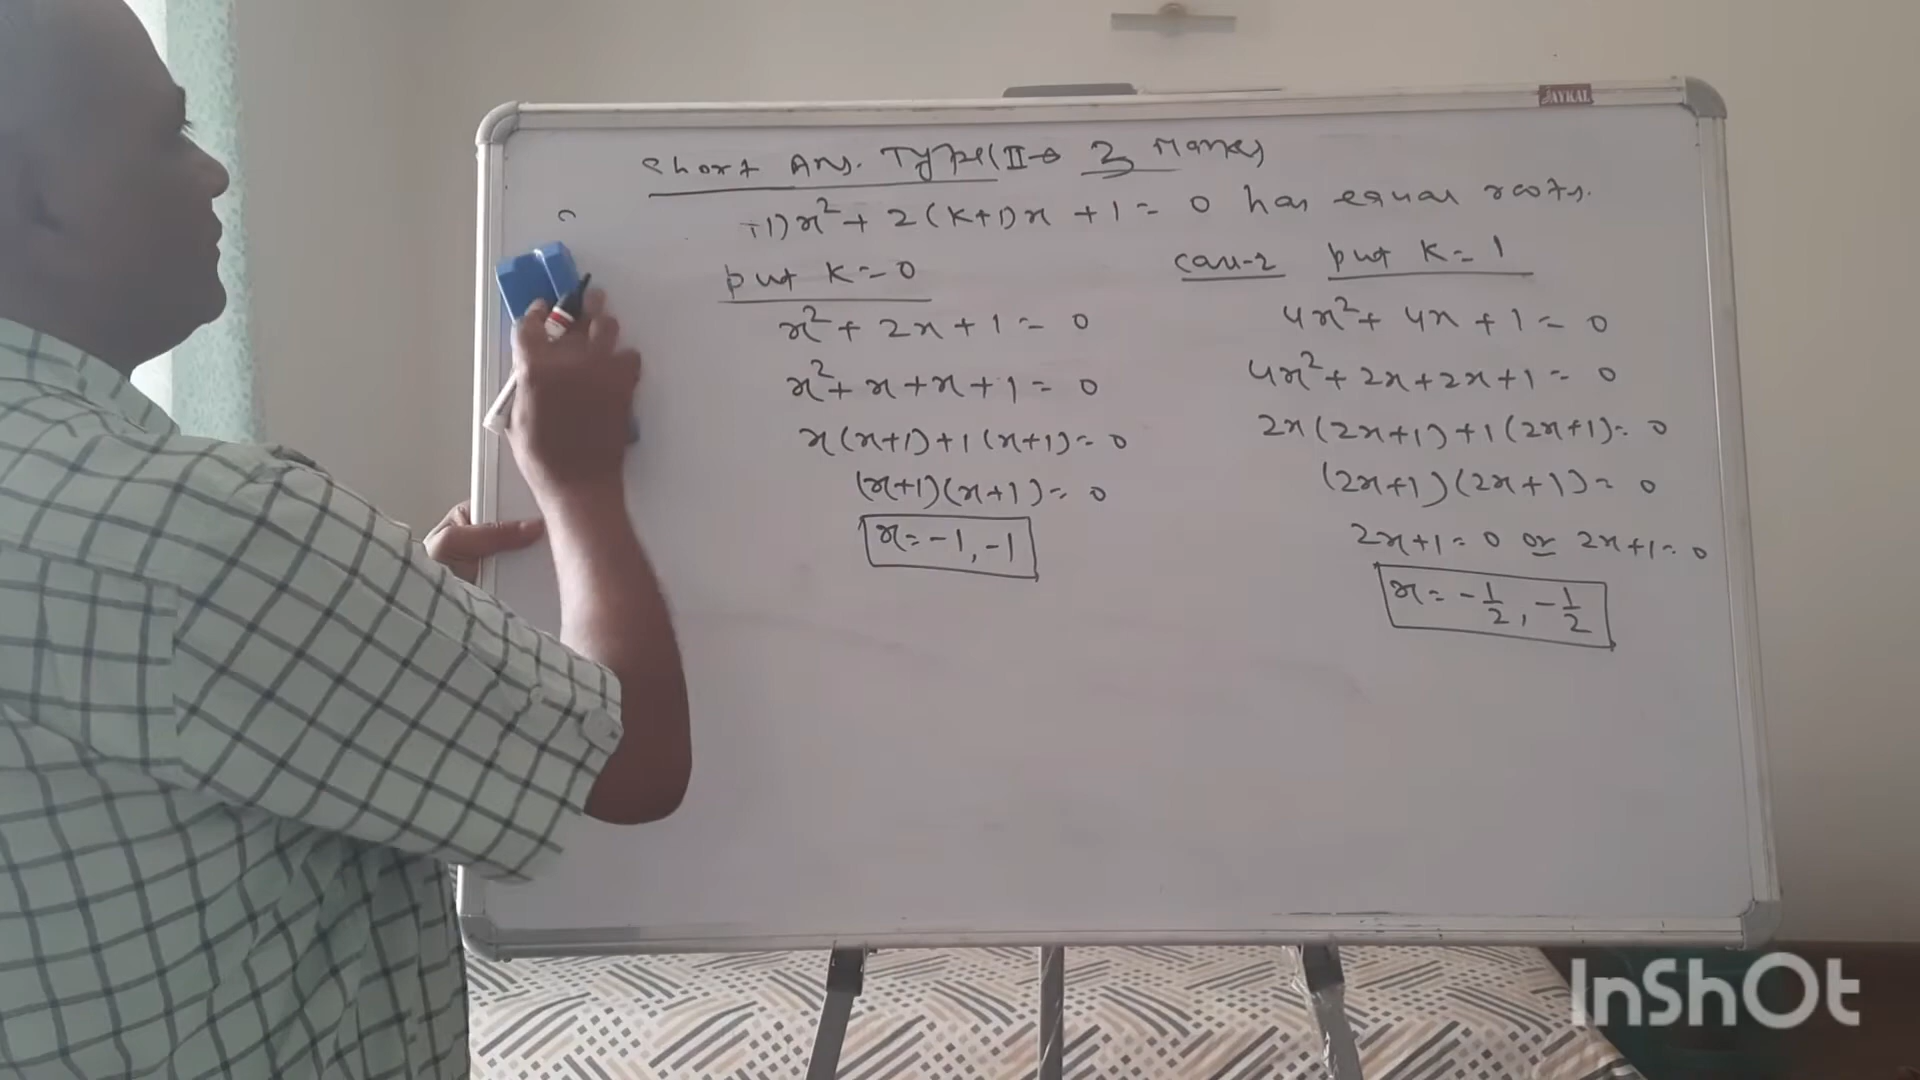 JAYKAL
Short Ans. Type(II→ 3 Marks)
+1)x²+ 2(k+1)x +1= 0 has equal roots.
put k=0
x²+ 2x+1= 0
x²+x+x+1= 0
x(x+1)+1(x+1)=0
(x+1)(x+1)= 0
x=-1,-1
case-2 put k=1
4x²+ 4x+1= 0
4x²+2x+2x+1= 0
2x(2x+1)+1(2x+1)= 0
(2x+1)(2x+1)= 0
2x+1=0 or 2x+1=0
x= -1/2, -1/2
InShOt